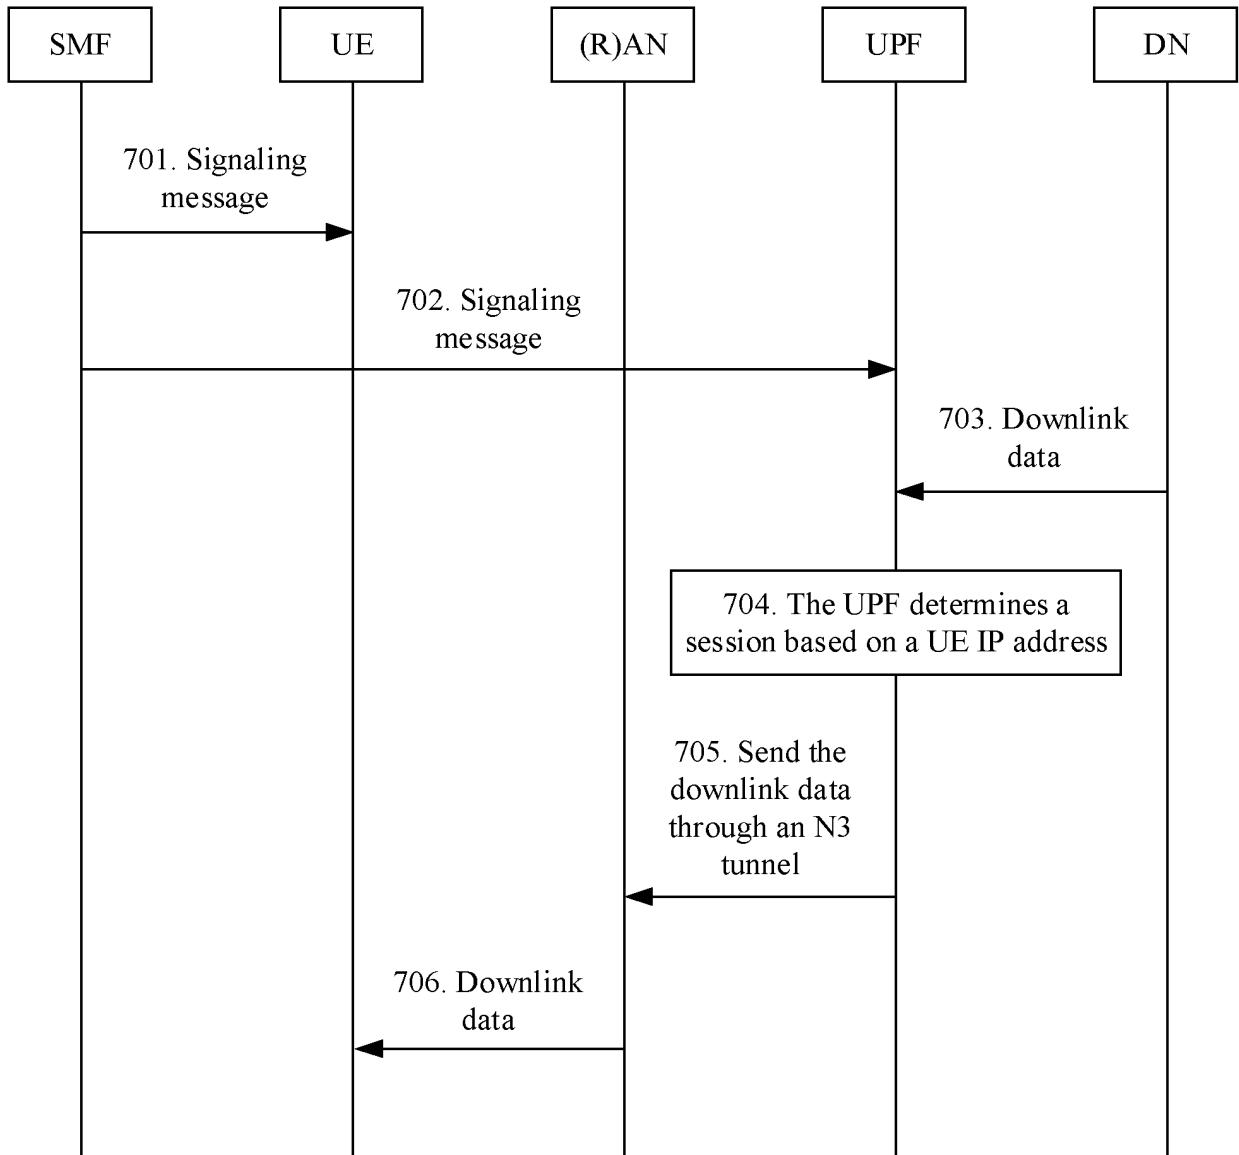 SMF
UE
(R)AN
UPF
DN
701. Signaling
message
702. Signaling
message
703. Downlink
data
704. The UPF determines a
session based on a UE IP address
705. Send the
downlink data
through an N3
tunnel
706. Downlink
data